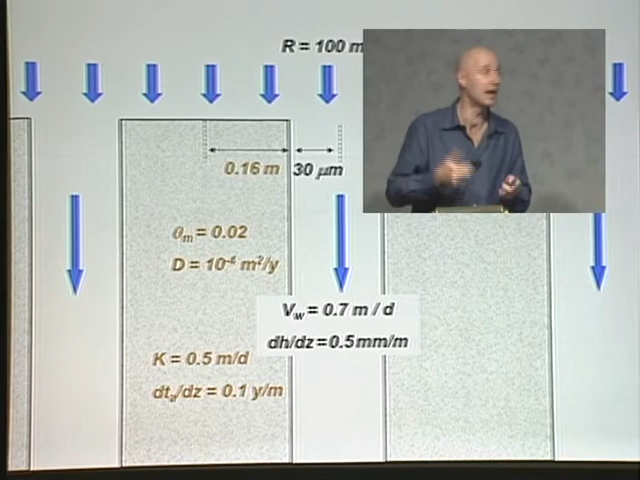 R = 100 m
0.16 m 30 μm
θm = 0.02
D = 10⁻⁶ m²/y
Vw = 0.7 m / d
dh/dz = 0.5 mm/m
K = 0.5 m/d
/dz = 0.1 y/m